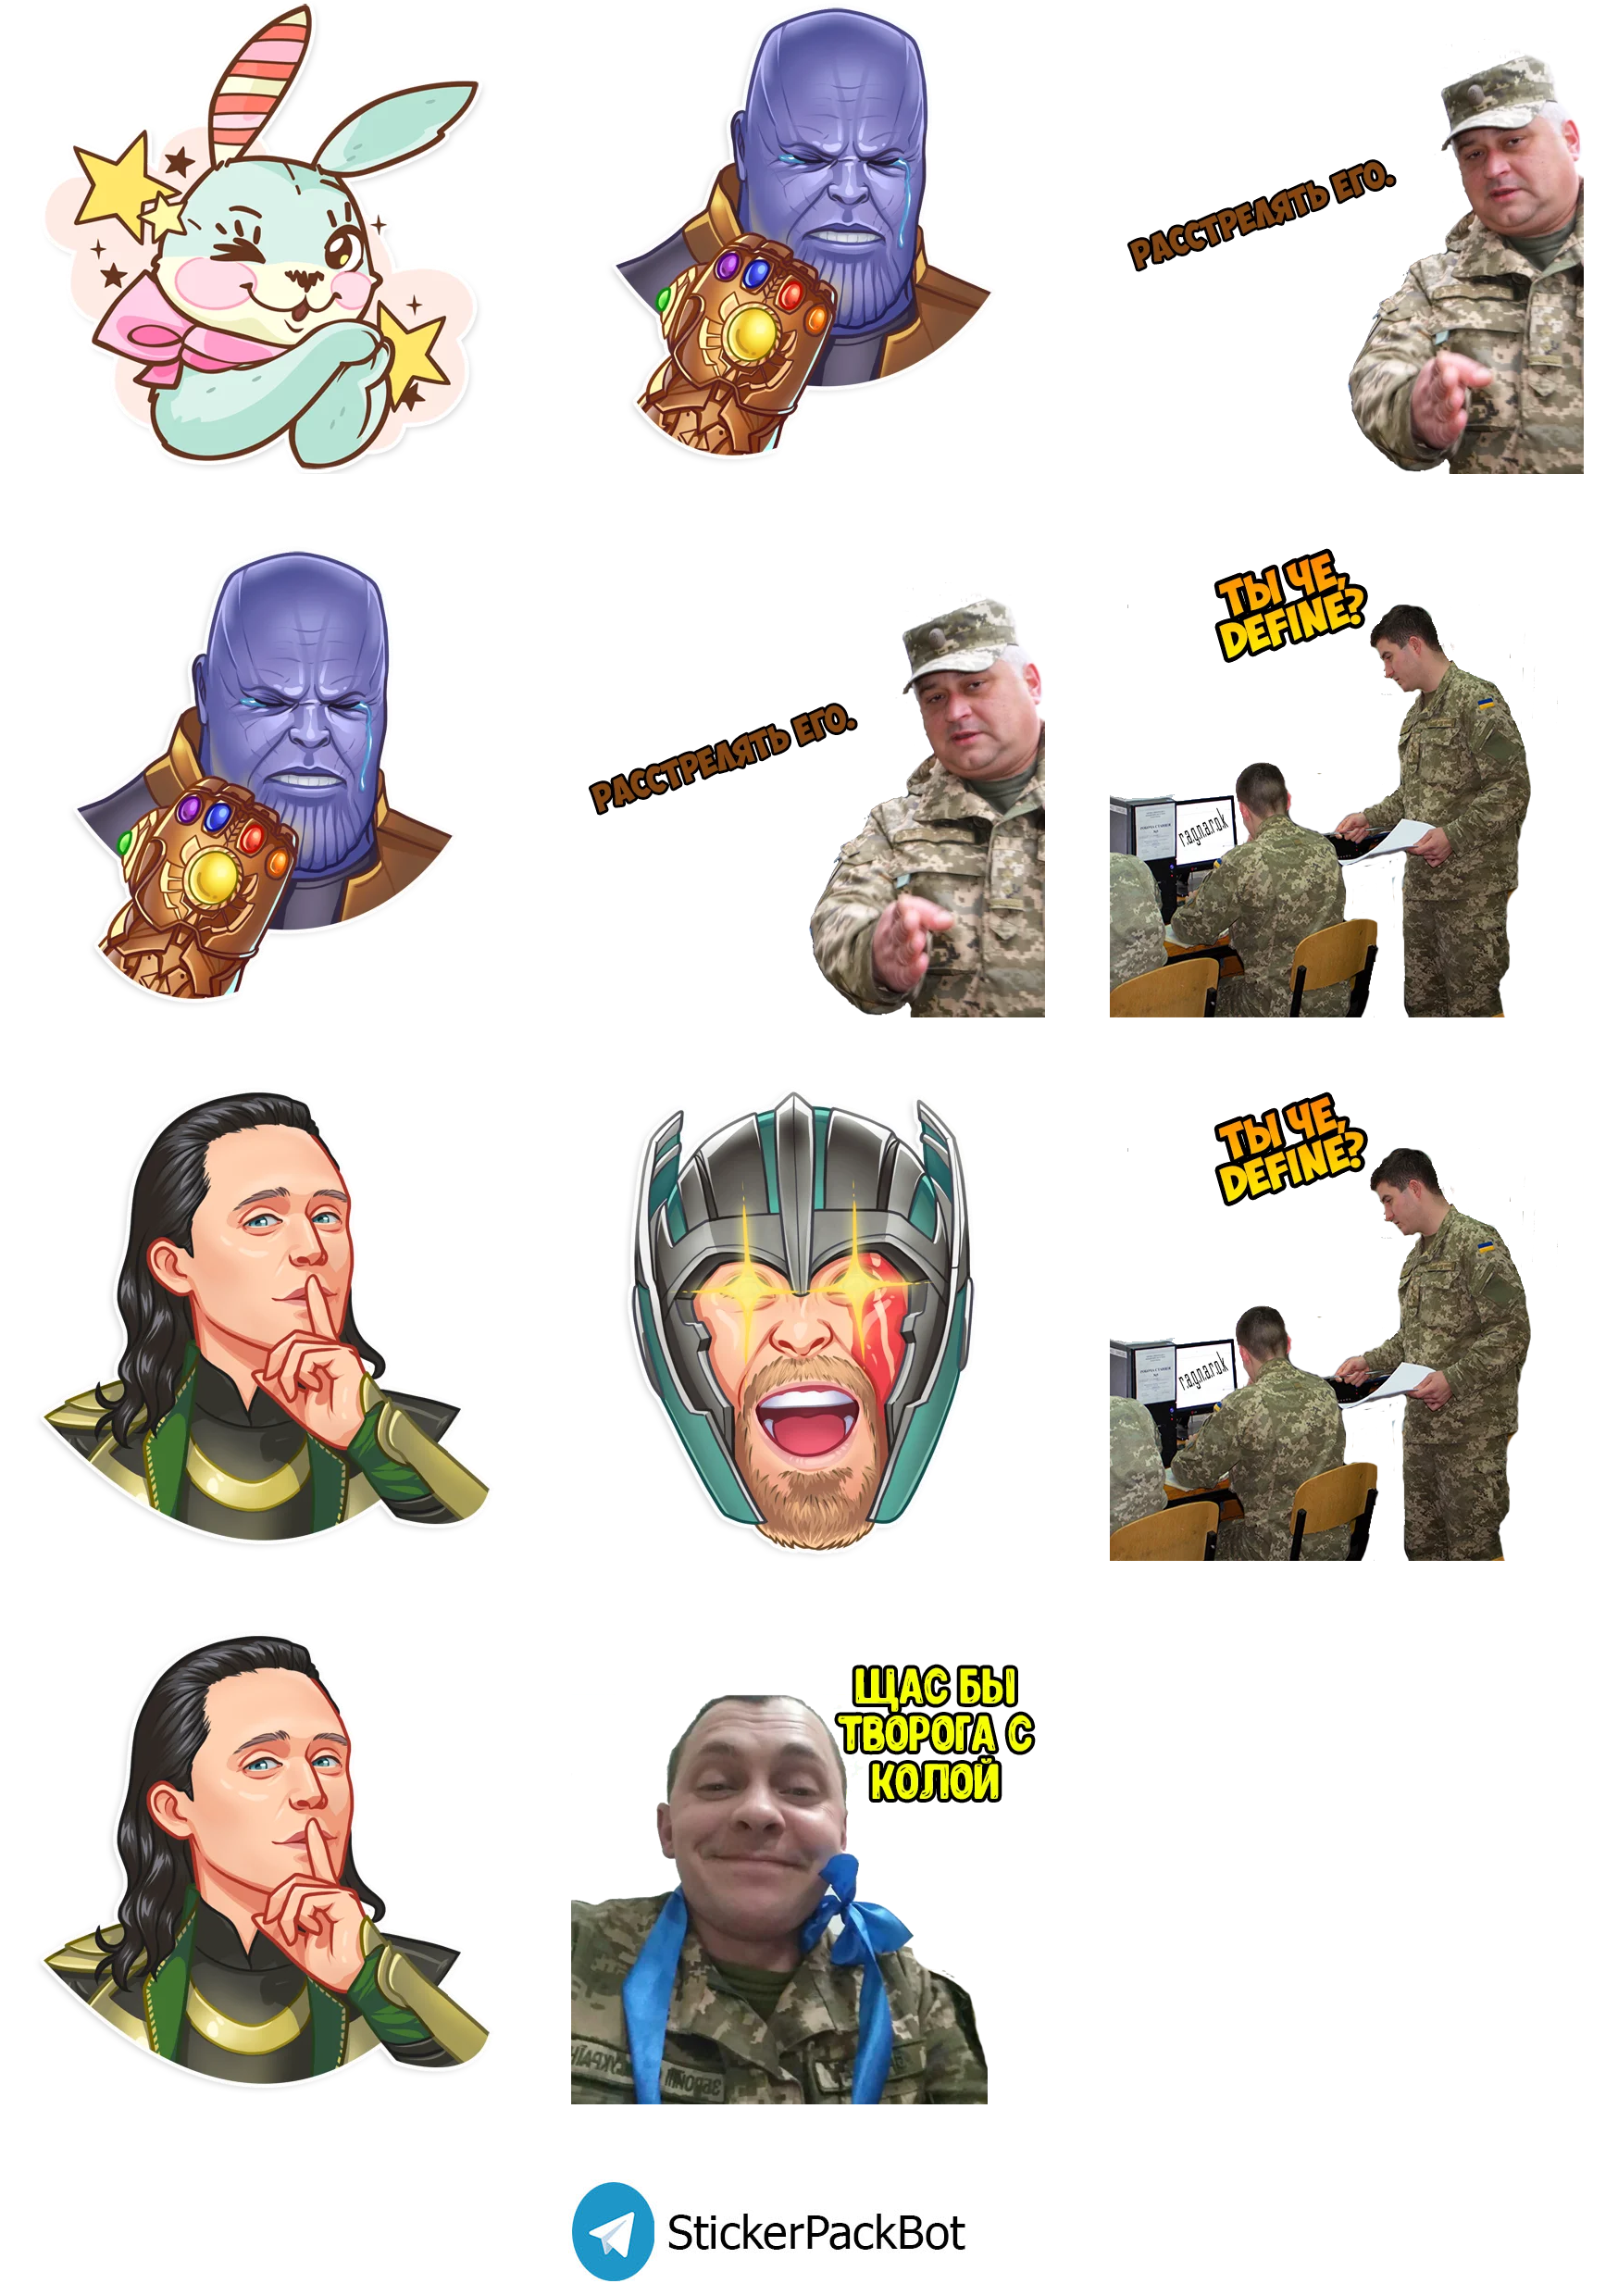 РАССТРЕЛЯТЬ ЕГО.
РАССТРЕЛЯТЬ ЕГО.
ТЫ ЧЕ,
DEFINE?
r.a.g.n.a.r.o.k
ТЫ ЧЕ,
DEFINE?
r.a.g.n.a.r.o.k
ЩАС БЫ
ТВОРОГА С
КОЛОЙ
StickerPackBot